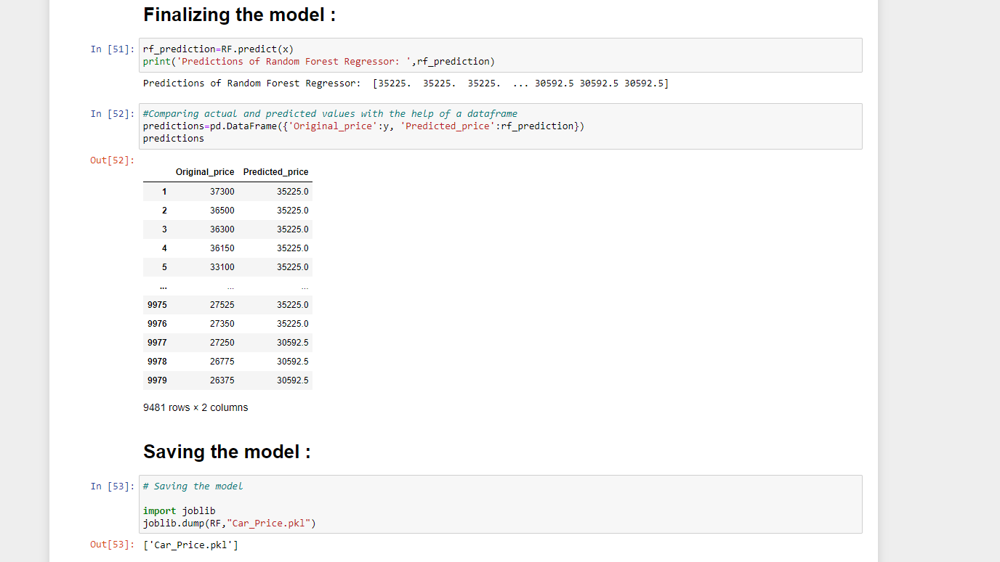 Finalizing the model :
In [51]: rf_prediction=RF.predict(x)
print('Predictions of Random Forest Regressor: ',rf_prediction)
Predictions of Random Forest Regressor:  [35225.  35225.  35225.  ... 30592.5 30592.5 30592.5]
In [52]: #Comparing actual and predicted values with the help of a dataframe
predictions=pd.DataFrame({'Original_price':y, 'Predicted_price':rf_prediction})
predictions
Out[52]:
Original_price Predicted_price
1 37300 35225.0
2 36500 35225.0
3 36300 35225.0
4 36150 35225.0
5 33100 35225.0
... ... ...
9975 27525 35225.0
9976 27350 35225.0
9977 27250 30592.5
9978 26775 30592.5
9979 26375 30592.5
9481 rows × 2 columns
Saving the model :
In [53]: # Saving the model
import joblib
joblib.dump(RF,"Car_Price.pkl")
Out[53]: ['Car_Price.pkl']